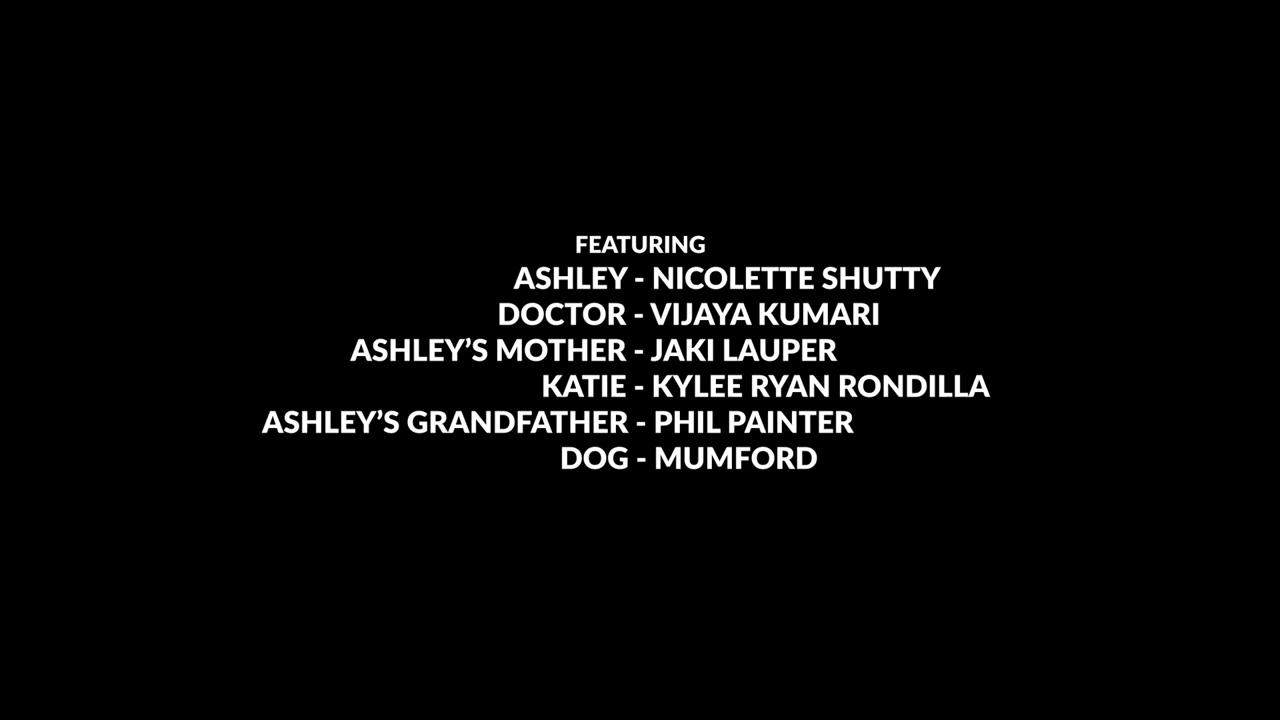 FEATURING
ASHLEY - NICOLETTE SHUTTY
DOCTOR - VIJAYA KUMARI
ASHLEY’S MOTHER - JAKI LAUPER
KATIE - KYLEE RYAN RONDILLA
ASHLEY’S GRANDFATHER - PHIL PAINTER
DOG - MUMFORD